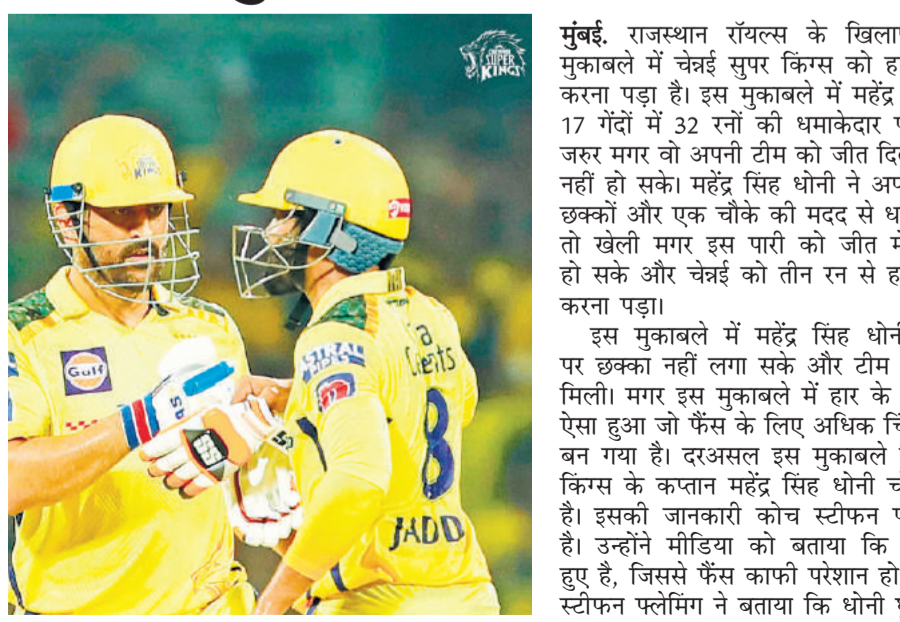 SUPER
KINGS
Gulf
8
JADD
मुंबई. राजस्थान रॉयल्स के
मुकाबले में चेन्नई सुपर किंग्स को
करना पड़ा है। इस मुकाबले में महेंद्र
17 गेंदों में 32 रनों की धमाकेदार
जरुर मगर वो अपनी टीम को जीत
नहीं हो सके। महेंद्र सिंह धोनी ने
छक्कों और एक चौके की मदद से
तो खेली मगर इस पारी को जीत
हो सके और चेन्नई को तीन रन से
करना पड़ा।
इस मुकाबले में महेंद्र सिंह धोनी
पर छक्का नहीं लगा सके और टीम
मिली। मगर इस मुकाबले में हार के
ऐसा हुआ जो फैंस के लिए अधिक
बन गया है। दरअसल इस मुकाबले
किंग्स के कप्तान महेंद्र सिंह धोनी
है। इसकी जानकारी कोच स्टीफन
है। उन्होंने मीडिया को बताया कि
हुए है, जिससे फैंस काफी परेशान हो
स्टीफन फ्लेमिंग ने बताया कि धोनी